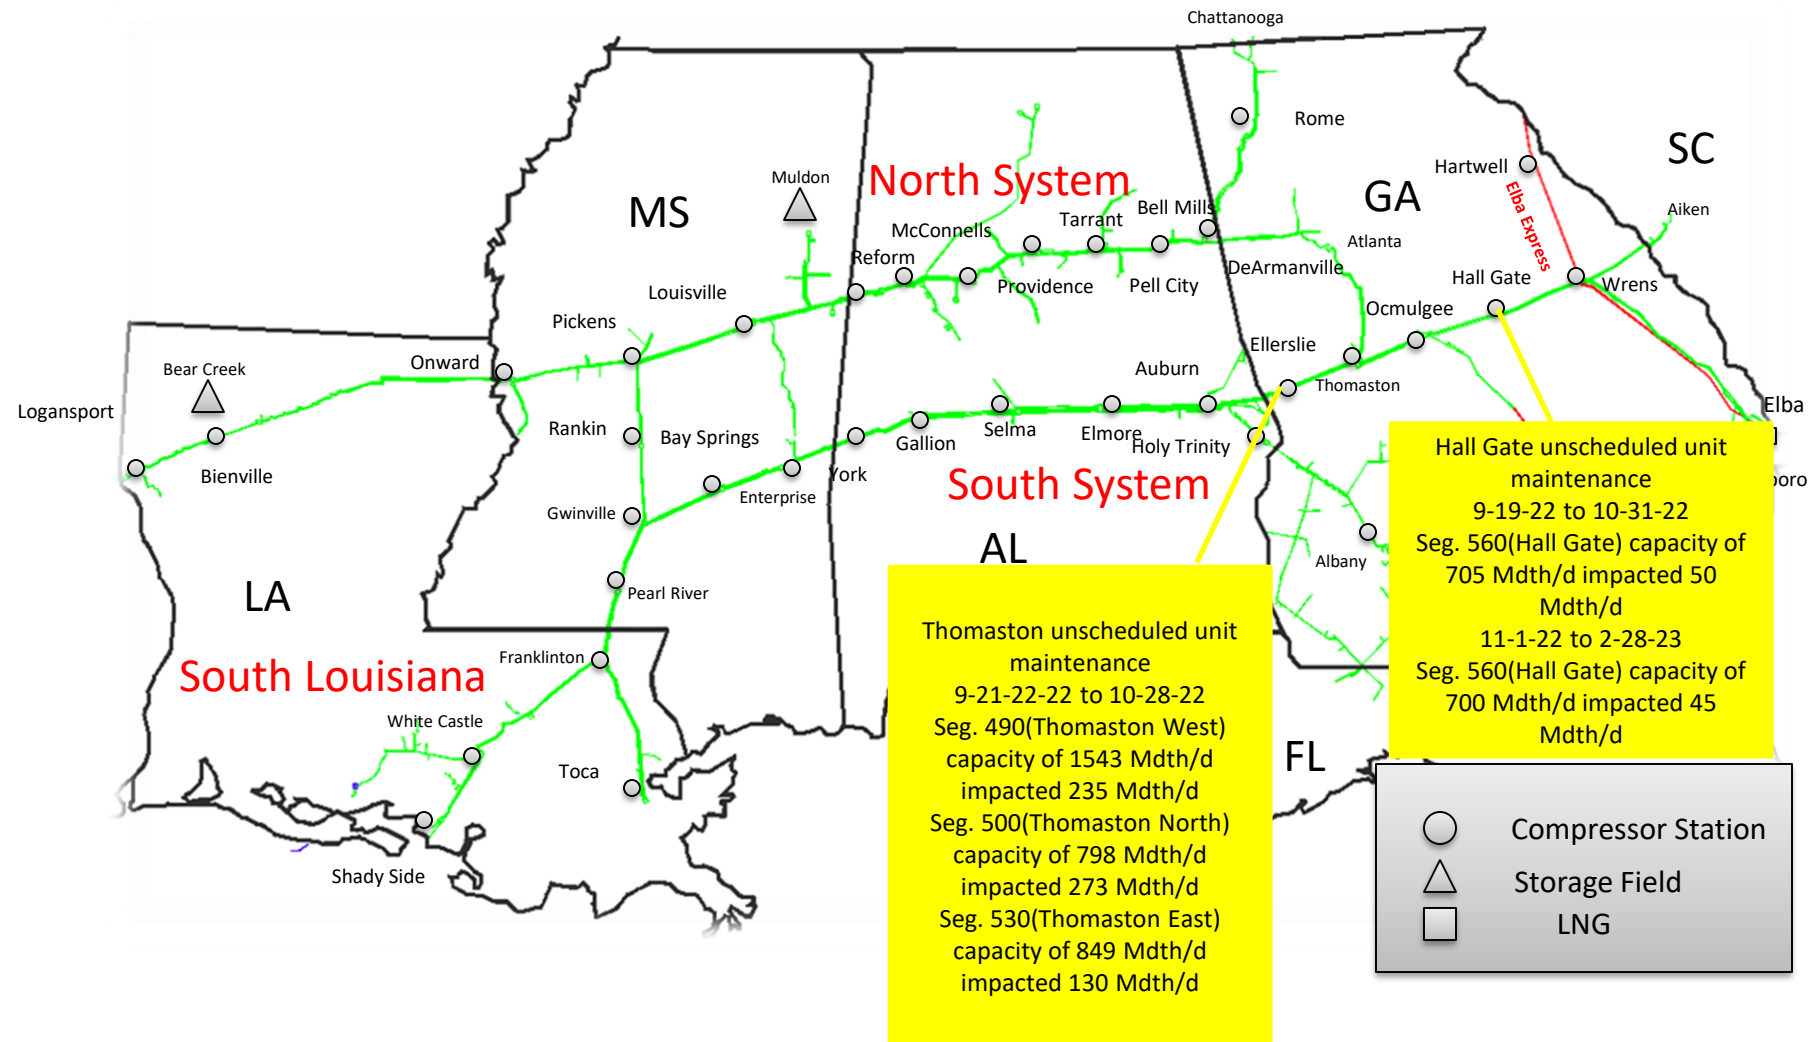 Chattanooga
Rome
SC
Hartwell
Muldon
North System
GA
MS
Elba Express
Bell Mills
Aiken
Tarrant
McConnells
Atlanta
Reform
DeArmanville
Hall Gate
Providence
Pell City
Wrens
Louisville
Ocmulgee
Pickens
Ellerslie
Onward
Auburn
Bear Creek
Thomaston
Logansport
Elba
Rankin
Bay Springs
Selma
Elmore
Gallion
Holy Trinity
Bienville
York
Enterprise
South System
boro
Gwinville
AL
Albany
Pearl River
LA
Franklinton
South Louisiana
White Castle
Toca
FL
Shady Side
Hall Gate unscheduled unit
maintenance
9-19-22 to 10-31-22
Seg. 560(Hall Gate) capacity of
705 Mdth/d impacted 50
Mdth/d
11-1-22 to 2-28-23
Seg. 560(Hall Gate) capacity of
700 Mdth/d impacted 45
Mdth/d
Thomaston unscheduled unit
maintenance
9-21-22-22 to 10-28-22
Seg. 490(Thomaston West)
capacity of 1543 Mdth/d
impacted 235 Mdth/d
Seg. 500(Thomaston North)
capacity of 798 Mdth/d
impacted 273 Mdth/d
Seg. 530(Thomaston East)
capacity of 849 Mdth/d
impacted 130 Mdth/d
Compressor Station
Storage Field
LNG